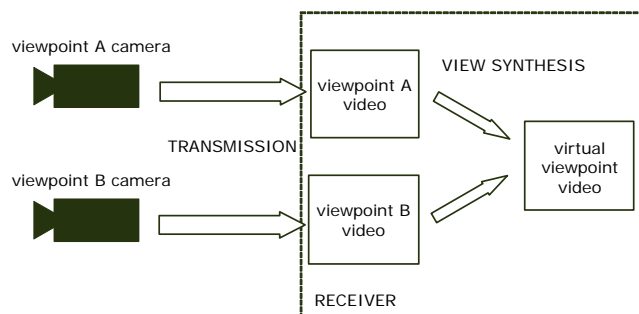 viewpoint A camera
viewpoint A
video
VIEW SYNTHESIS
TRANSMISSION
virtual
viewpoint
video
viewpoint B camera
viewpoint B
video
RECEIVER